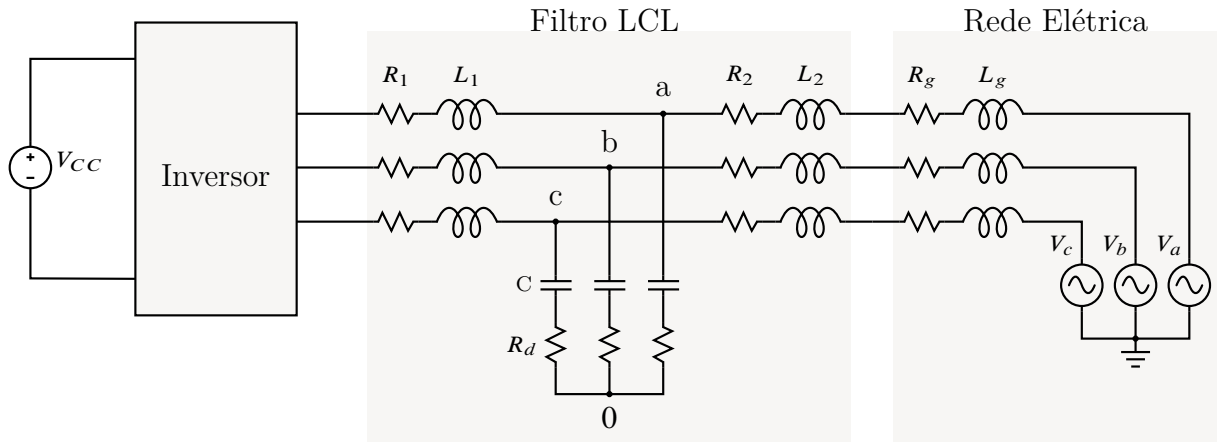 Filtro LCL
Rede Elétrica
R1 L1 a R2 L2 Rg Lg
b
VCC
Inversor
c
Vc Vb Va
C
Rd
0